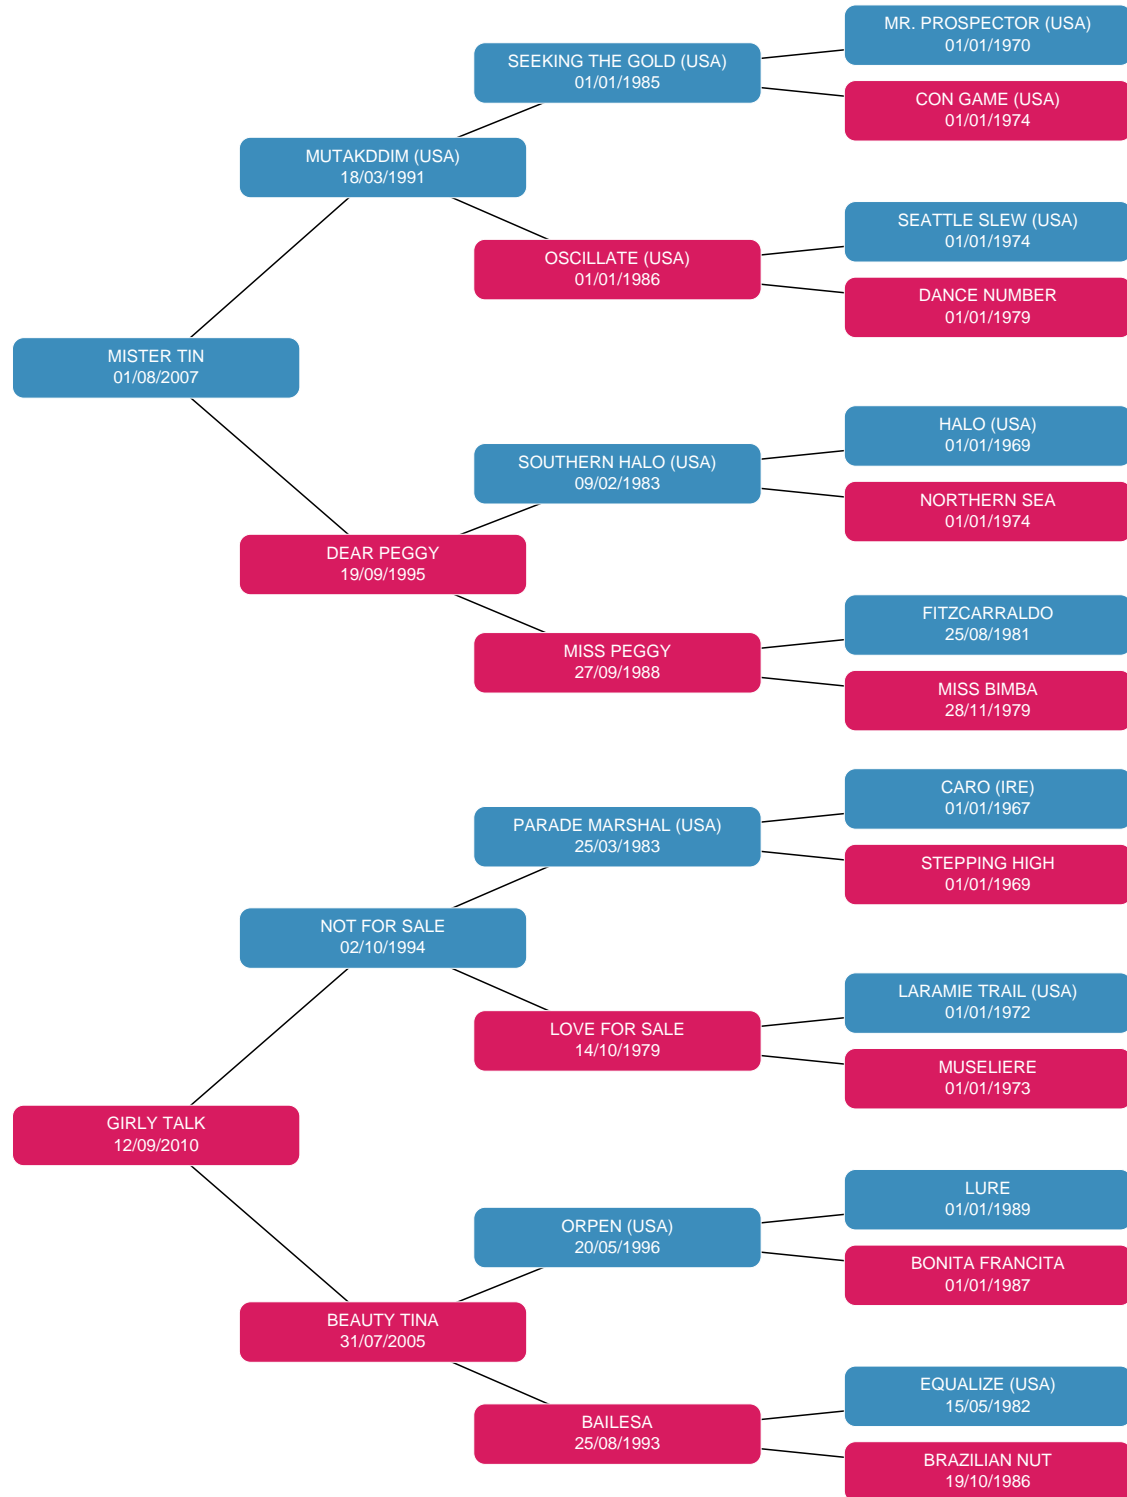 MR. PROSPECTOR (USA)
01/01/1970
SEEKING THE GOLD (USA)
01/01/1985
CON GAME (USA)
01/01/1974
MUTAKDDIM (USA)
18/03/1991
SEATTLE SLEW (USA)
01/01/1974
OSCILLATE (USA)
01/01/1986
DANCE NUMBER
01/01/1979
MISTER TIN
01/08/2007
HALO (USA)
01/01/1969
SOUTHERN HALO (USA)
09/02/1983
NORTHERN SEA
01/01/1974
DEAR PEGGY
19/09/1995
FITZCARRALDO
25/08/1981
MISS PEGGY
27/09/1988
MISS BIMBA
28/11/1979
CARO (IRE)
01/01/1967
PARADE MARSHAL (USA)
25/03/1983
STEPPING HIGH
01/01/1969
NOT FOR SALE
02/10/1994
LARAMIE TRAIL (USA)
01/01/1972
LOVE FOR SALE
14/10/1979
MUSELIERE
01/01/1973
GIRLY TALK
12/09/2010
LURE
01/01/1989
ORPEN (USA)
20/05/1996
BONITA FRANCITA
01/01/1987
BEAUTY TINA
31/07/2005
EQUALIZE (USA)
15/05/1982
BAILESA
25/08/1993
BRAZILIAN NUT
19/10/1986